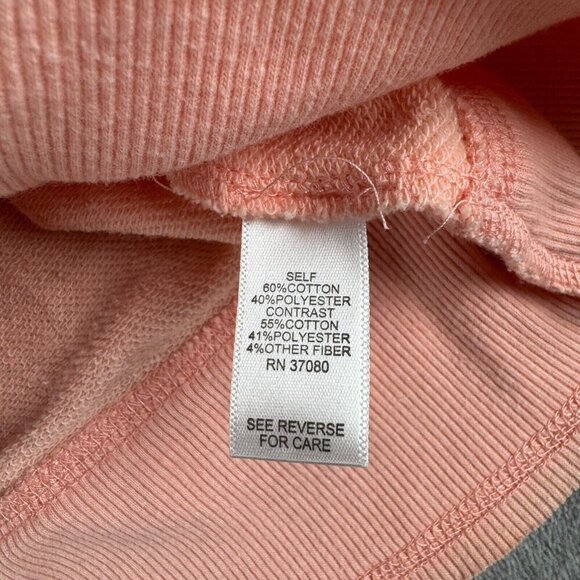 SELF
60%COTTON
40%POLYESTER
CONTRAST
55%COTTON
41%POLYESTER
4%OTHER FIBER
RN 37080
SEE REVERSE
FOR CARE